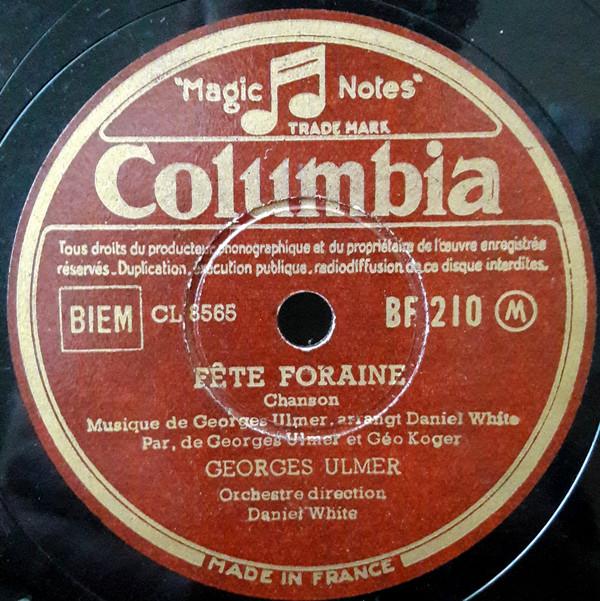 "Magic Notes"
TRADE MARK
Columbia
Tous droits du producteur phonographique et du propriétaire de l'œuvre enregistrée
réservés. Duplication, exécution publique, radiodiffusion de ce disque interdites.
BIEM CL 8565 BF 210 M
FÊTE FORAINE
Chanson
Musique de Georges Ulmer, arrangt Daniel White
Par, de Georges Ulmer et Géo Koger
GEORGES ULMER
Orchestre direction
Daniel White
MADE IN FRANCE